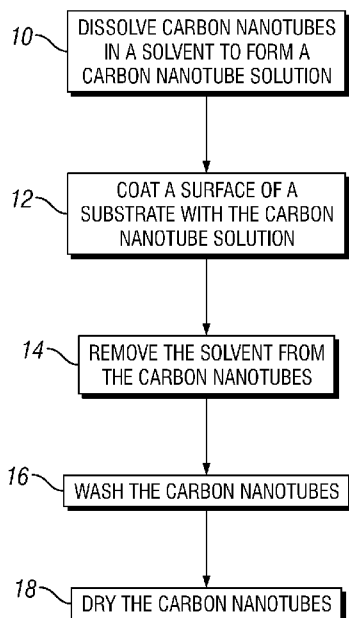 10
DISSOLVE CARBON NANOTUBES
IN A SOLVENT TO FORM A
CARBON NANOTUBE SOLUTION
12
COAT A SURFACE OF A
SUBSTRATE WITH THE CARBON
NANOTUBE SOLUTION
14
REMOVE THE SOLVENT FROM
THE CARBON NANOTUBES
16
WASH THE CARBON NANOTUBES
18
DRY THE CARBON NANOTUBES